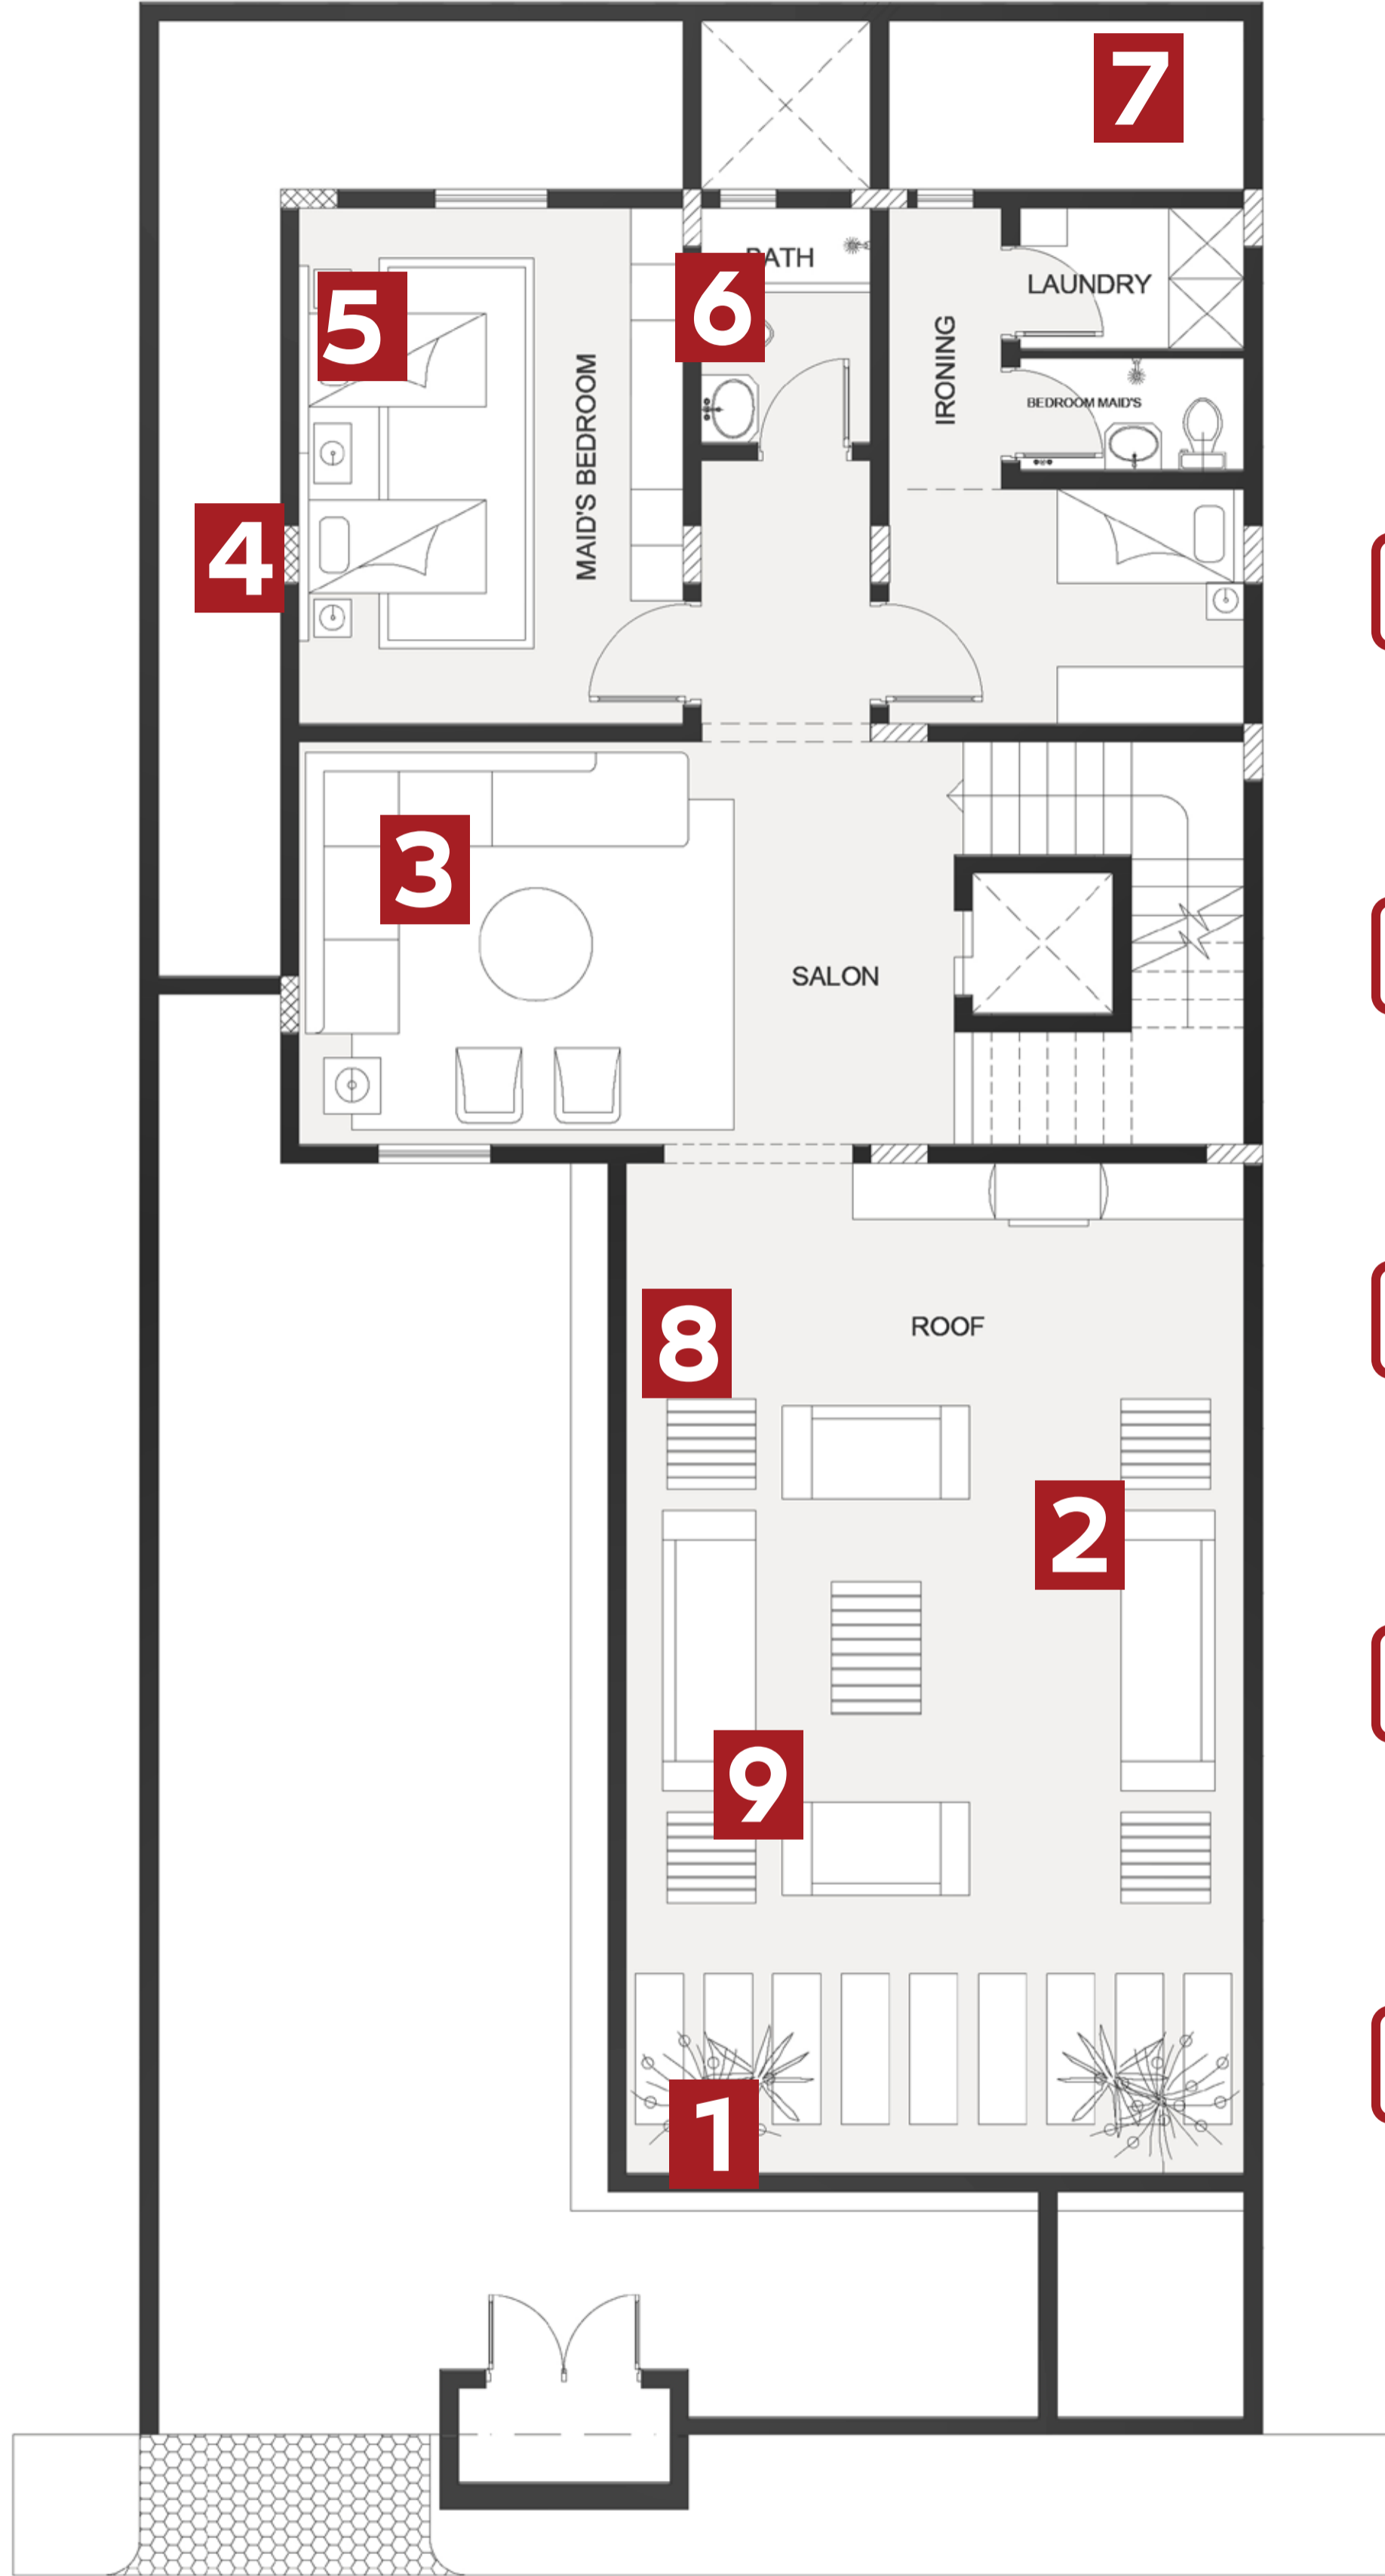 7
BATH
LAUNDRY
5
6
IRONING
MAID'S BEDROOM
BEDROOM MAID'S
4
3
SALON
8
ROOF
2
9
1